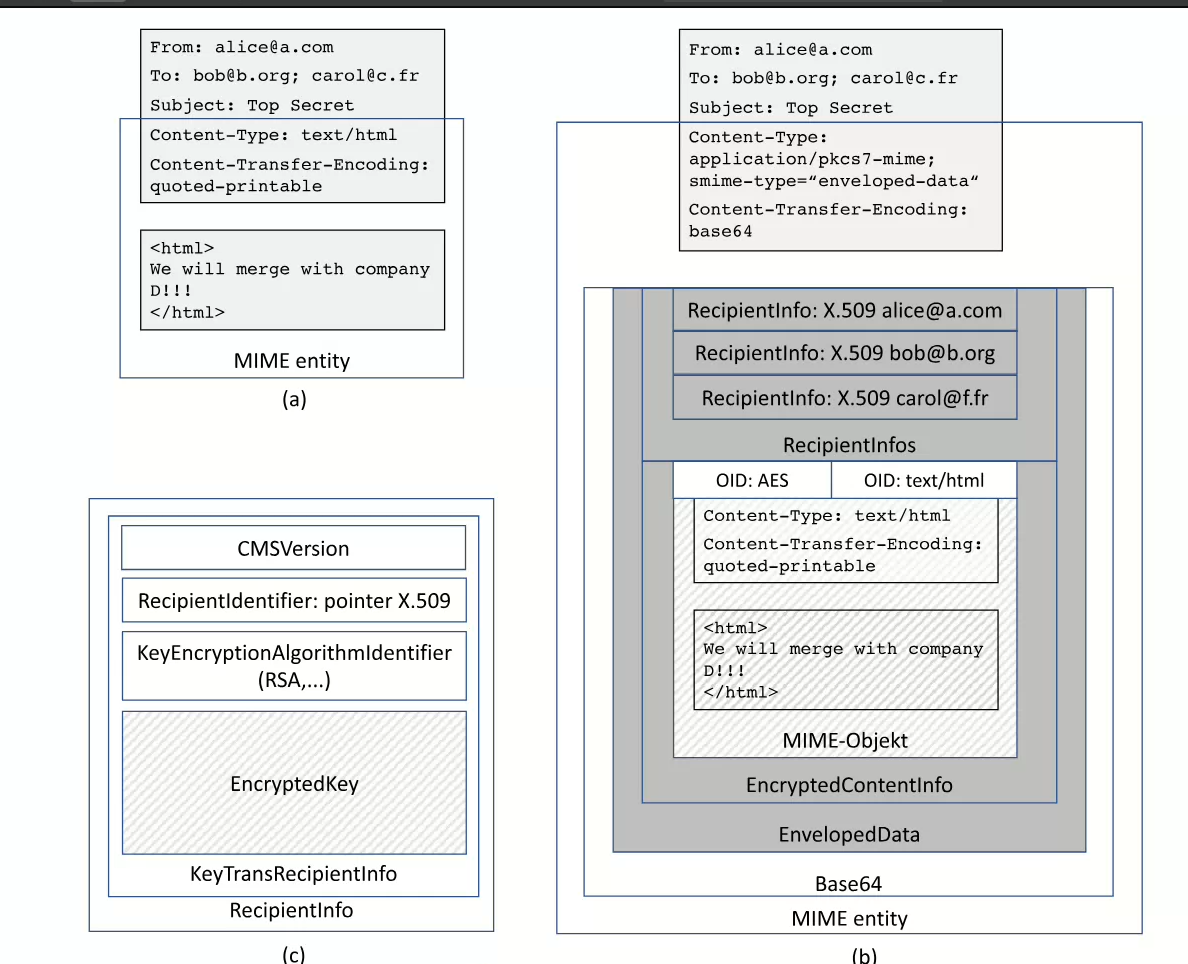 From: alice@a.com
To: bob@b.org; carol@c.fr
Subject: Top Secret
Content-Type: text/html
Content-Transfer-Encoding:
quoted-printable
<html>
We will merge with company
D!!!
</html>
MIME entity
(a)
From: alice@a.com
To: bob@b.org; carol@c.fr
Subject: Top Secret
Content-Type:
application/pkcs7-mime;
smime-type=“enveloped-data“
Content-Transfer-Encoding:
base64
RecipientInfo: X.509 alice@a.com
RecipientInfo: X.509 bob@b.org
RecipientInfo: X.509 carol@f.fr
RecipientInfos
OID: AES
OID: text/html
Content-Type: text/html
Content-Transfer-Encoding:
quoted-printable
<html>
We will merge with company
D!!!
</html>
MIME-Objekt
EncryptedContentInfo
EnvelopedData
Base64
MIME entity
(b)
CMSVersion
RecipientIdentifier: pointer X.509
KeyEncryptionAlgorithmIdentifier
(RSA,...)
EncryptedKey
KeyTransRecipientInfo
RecipientInfo
(c)